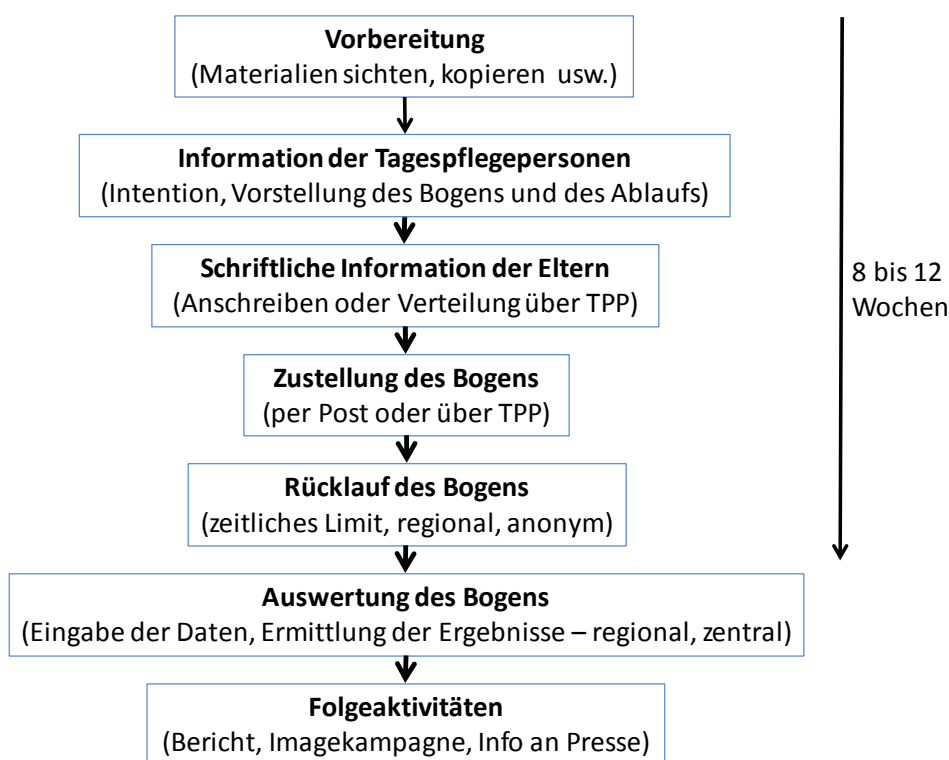 Vorbereitung
(Materialien sichten, kopieren usw.)
Information der Tagespflegepersonen
(Intention, Vorstellung des Bogens und des Ablaufs)
Schriftliche Information der Eltern
(Anschreiben oder Verteilung über TPP)
8 bis 12
Wochen
Zustellung des Bogens
(per Post oder über TPP)
Rücklauf des Bogens
(zeitliches Limit, regional, anonym)
Auswertung des Bogens
(Eingabe der Daten, Ermittlung der Ergebnisse – regional, zentral)
Folgeaktivitäten
(Bericht, Imagekampagne, Info an Presse)